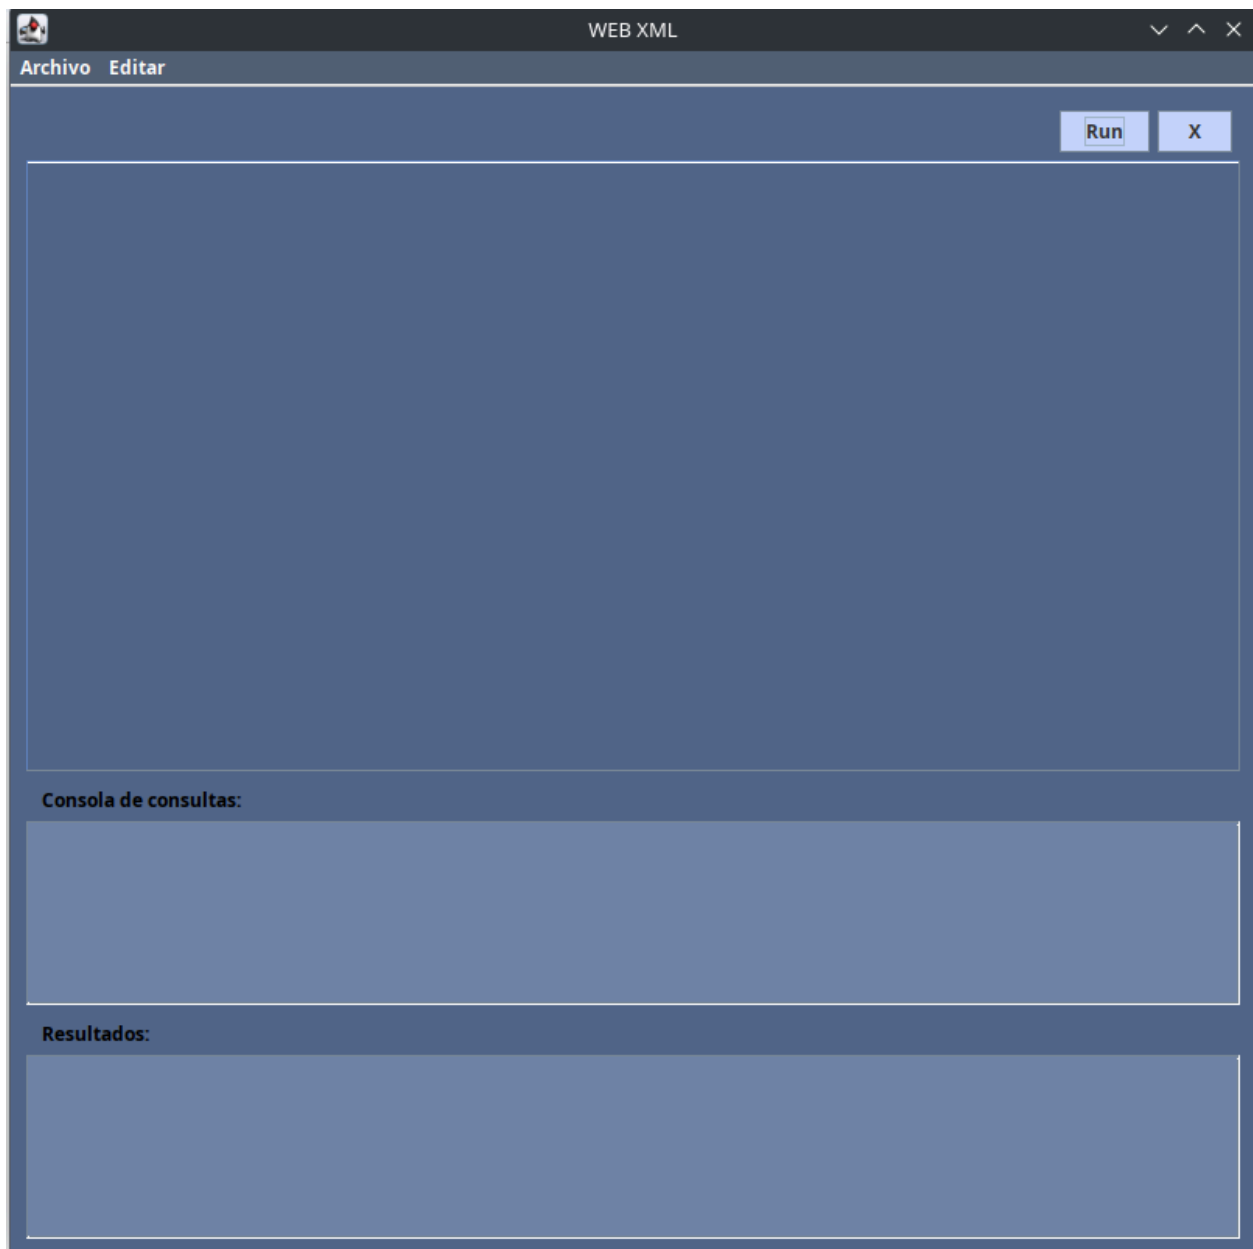 WEB XML
Archivo Editar
Run X
Consola de consultas:
Resultados: